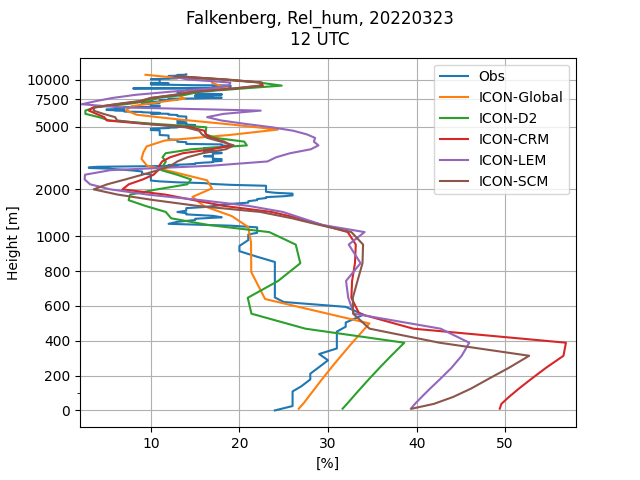 Falkenberg, Rel_hum, 20220323
12 UTC
Obs
ICON-Global
ICON-D2
ICON-CRM
ICON-LEM
ICON-SCM
Height [m]
10000
7500
5000
2000
1000
800
600
400
200
0
10 20 30 40 50
[%]